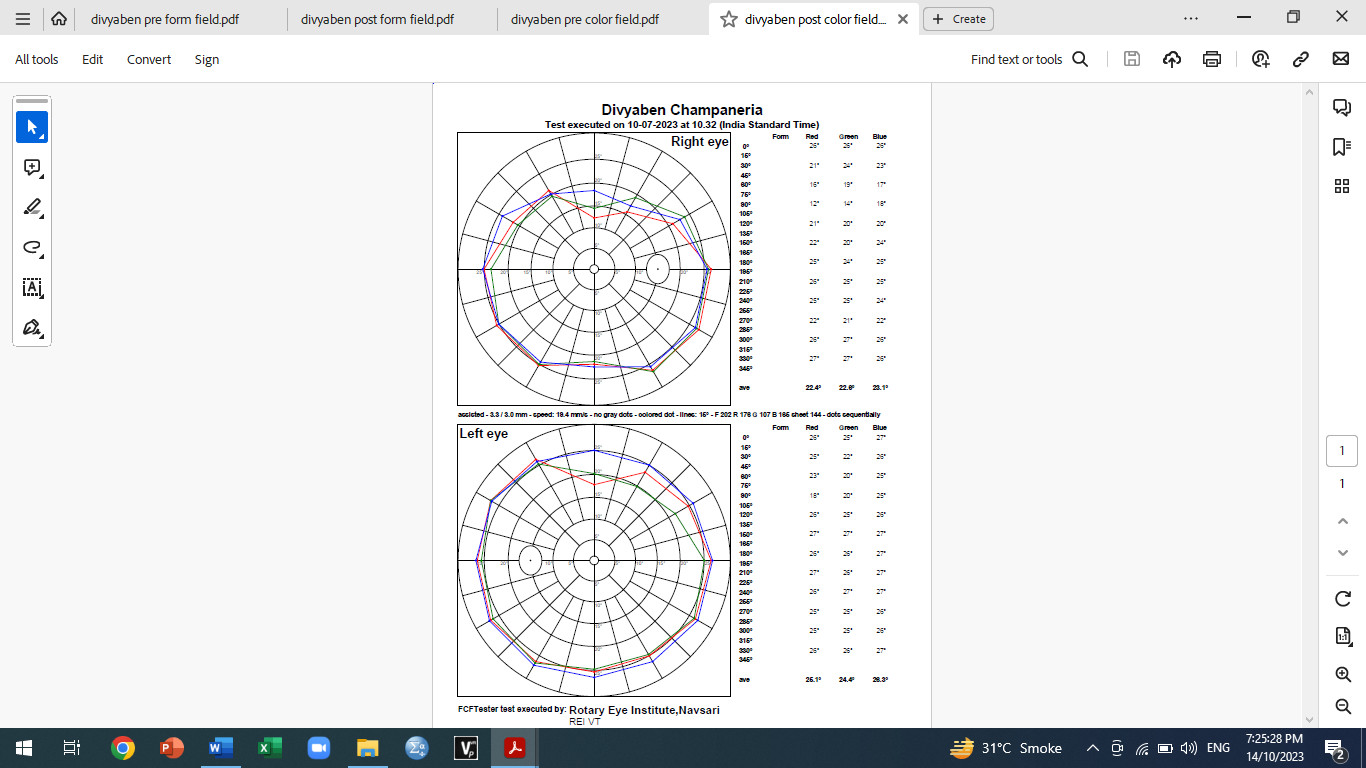 divyaben pre form field.pdf
divyaben post form field.pdf
divyaben pre color field.pdf
divyaben post color field....
Create
All tools
Edit
Convert
Sign
Find text or tools
Divyaben Champaneria
Test executed on 10-07-2023 at 10.32 (India Standard Time)
Right eye
Form Red Green Blue
0° 26° 25° 26°
15°
30° 21° 24° 23°
45°
60° 16° 19° 17°
75°
90° 12° 14° 18°
105°
120° 21° 20° 20°
135°
150° 22° 20° 24°
165°
180° 25° 24° 25°
195°
210° 26° 25° 25°
225°
240° 25° 25° 24°
255°
270° 22° 21° 22°
285°
300° 26° 27° 26°
315°
330° 27° 27° 26°
345°
ave 22.4° 22.6° 23.1°
assisted - 3.3 / 3.0 mm - speed: 19.4 mm/s - no gray dots - colored dot - lines: 15° - F 202 R 176 G 107 B 166 sheet 144 - dots sequentially
Left eye
Form Red Green Blue
0° 26° 25° 27°
15°
30° 25° 22° 26°
45°
60° 23° 20° 25°
75°
90° 18° 20° 25°
105°
120° 26° 25° 26°
135°
150° 27° 27° 27°
165°
180° 26° 26° 27°
195°
210° 27° 26° 27°
225°
240° 26° 27° 27°
255°
270° 25° 25° 26°
285°
300° 25° 25° 26°
315°
330° 26° 26° 27°
345°
ave 25.1° 24.4° 26.3°
FCFTester test executed by: Rotary Eye Institute,Navsari
REI VT
1
1
31°C Smoke
ENG
7:25:28 PM
14/10/2023
2